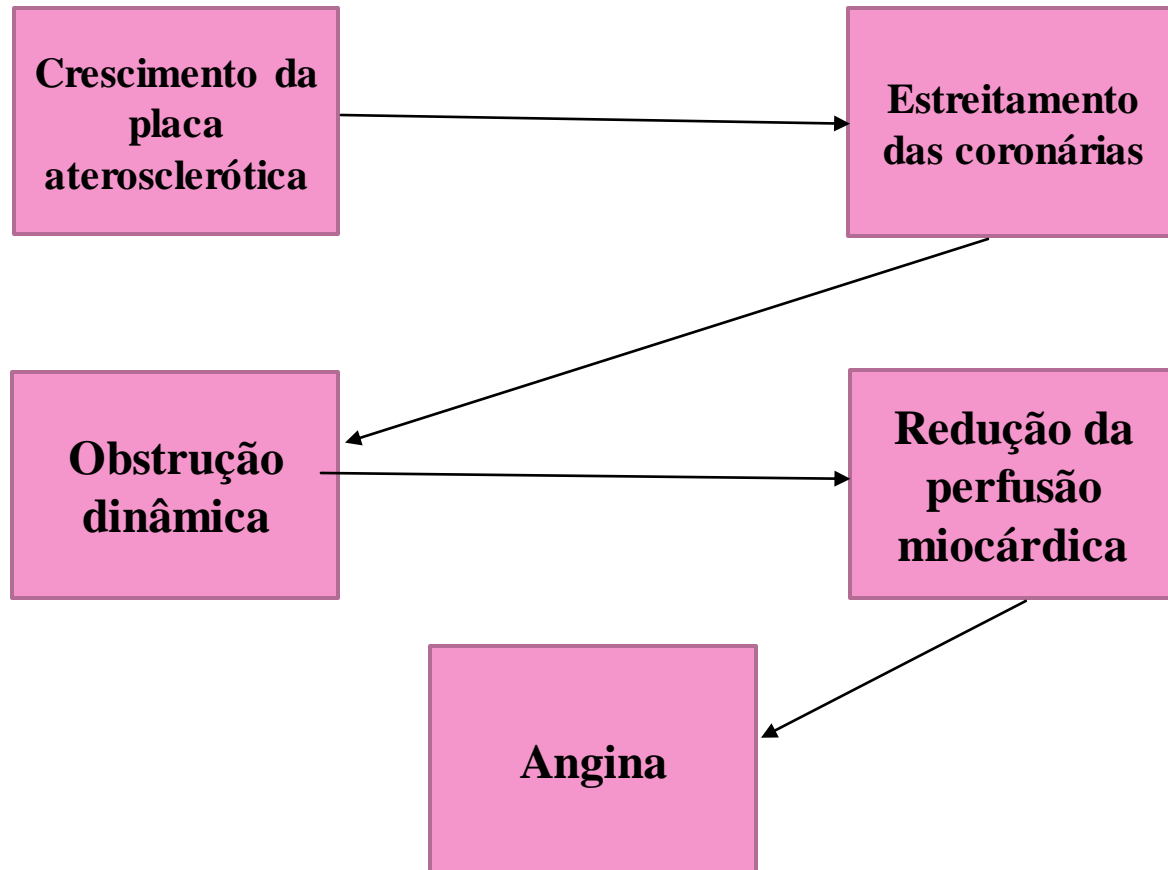 Crescimento da
placa
aterosclerótica
Estreitamento
das coronárias
Obstrução
dinâmica
Redução da
perfusão
miocárdica
Angina